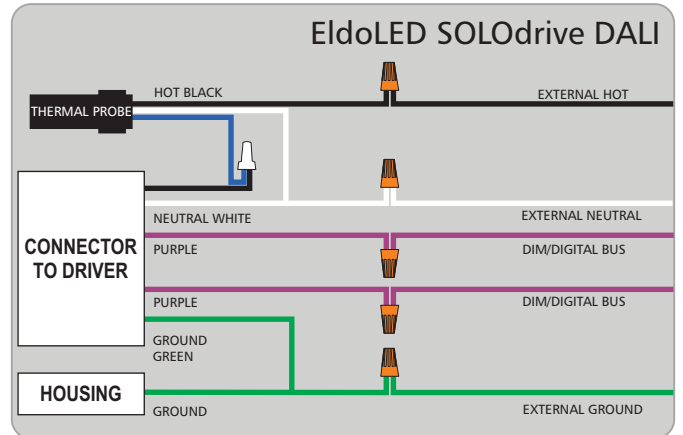 EldoLED SOLOdrive DALI
HOT BLACK
EXTERNAL HOT
THERMAL PROBE
NEUTRAL WHITE
EXTERNAL NEUTRAL
CONNECTOR
TO DRIVER
PURPLE
DIM/DIGITAL BUS
PURPLE
DIM/DIGITAL BUS
GROUND
GREEN
HOUSING
GROUND
EXTERNAL GROUND